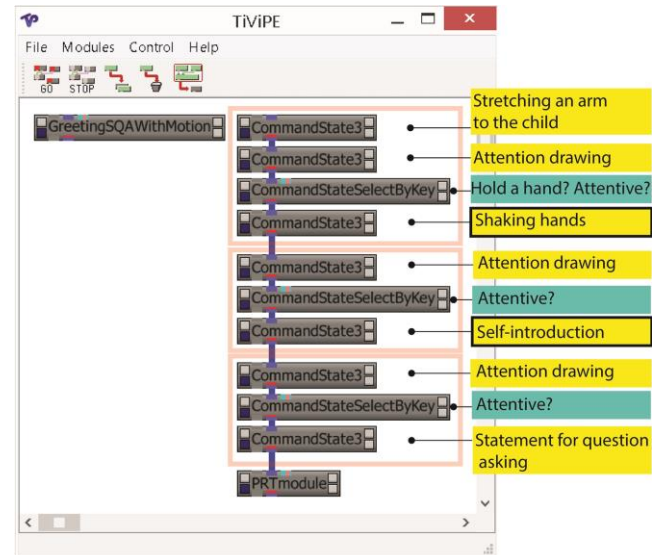 TiViPE
File Modules Control Help
GO STOP
GreetingSQAWithMotion
CommandState3
Stretching an arm
to the child
CommandState3
Attention drawing
CommandStateSelectByKey
Hold a hand? Attentive?
CommandState3
Shaking hands
CommandState3
Attention drawing
CommandStateSelectByKey
Attentive?
CommandState3
Self-introduction
CommandState3
Attention drawing
CommandStateSelectByKey
Attentive?
CommandState3
Statement for question
asking
PRTmodule